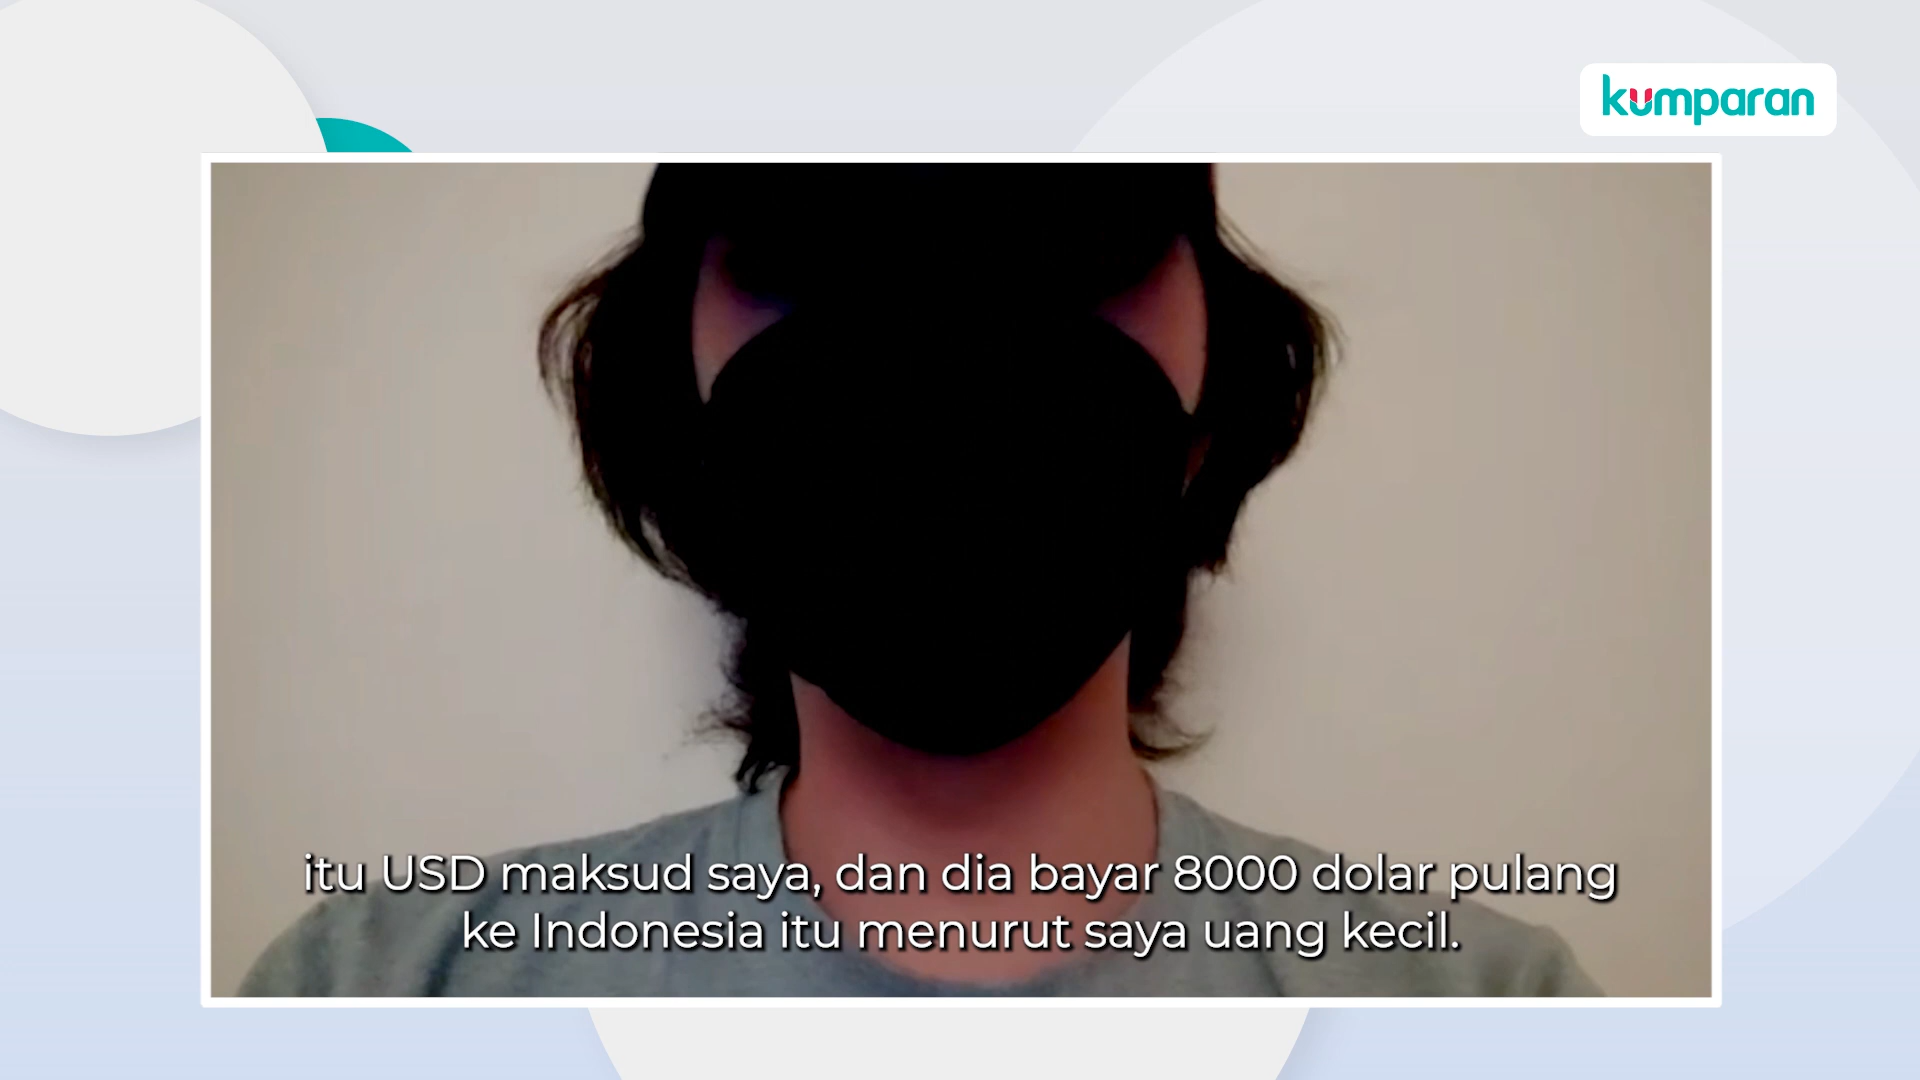 kumparan
itu USD maksud saya, dan dia bayar 8000 dolar pulang
ke Indonesia itu menurut saya uang kecil.